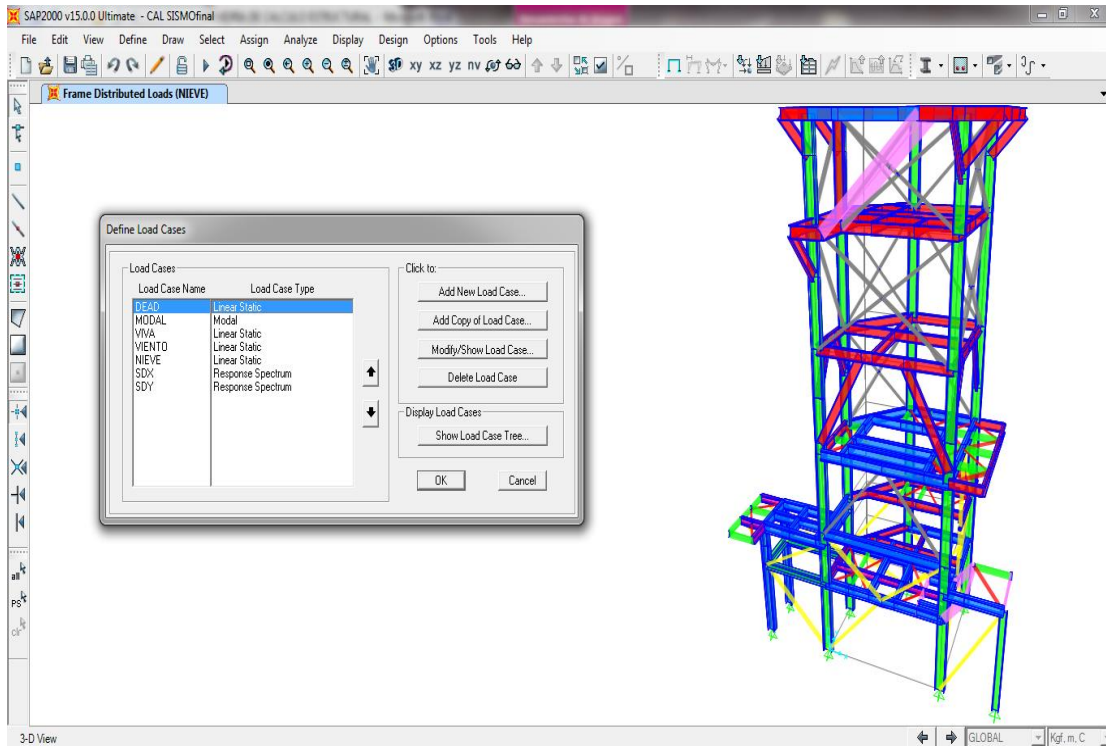 SAP2000 v15.0.0 Ultimate - CAL SISMOfinal
File Edit View Define Draw Select Assign Analyze Display Design Options Tools Help
xy xz yz nv
Frame Distributed Loads (NIEVE)
Define Load Cases
Load Cases
Load Case Name Load Case Type
DEAD Linear Static
MODAL Modal
VIVA Linear Static
VIENTO Linear Static
NIEVE Linear Static
SDX Response Spectrum
SDY Response Spectrum
Click to:
Add New Load Case...
Add Copy of Load Case...
Modify/Show Load Case...
Delete Load Case
Display Load Cases
Show Load Case Tree...
OK Cancel
all
PS
clr
3-D View
GLOBAL Kgf, m, C